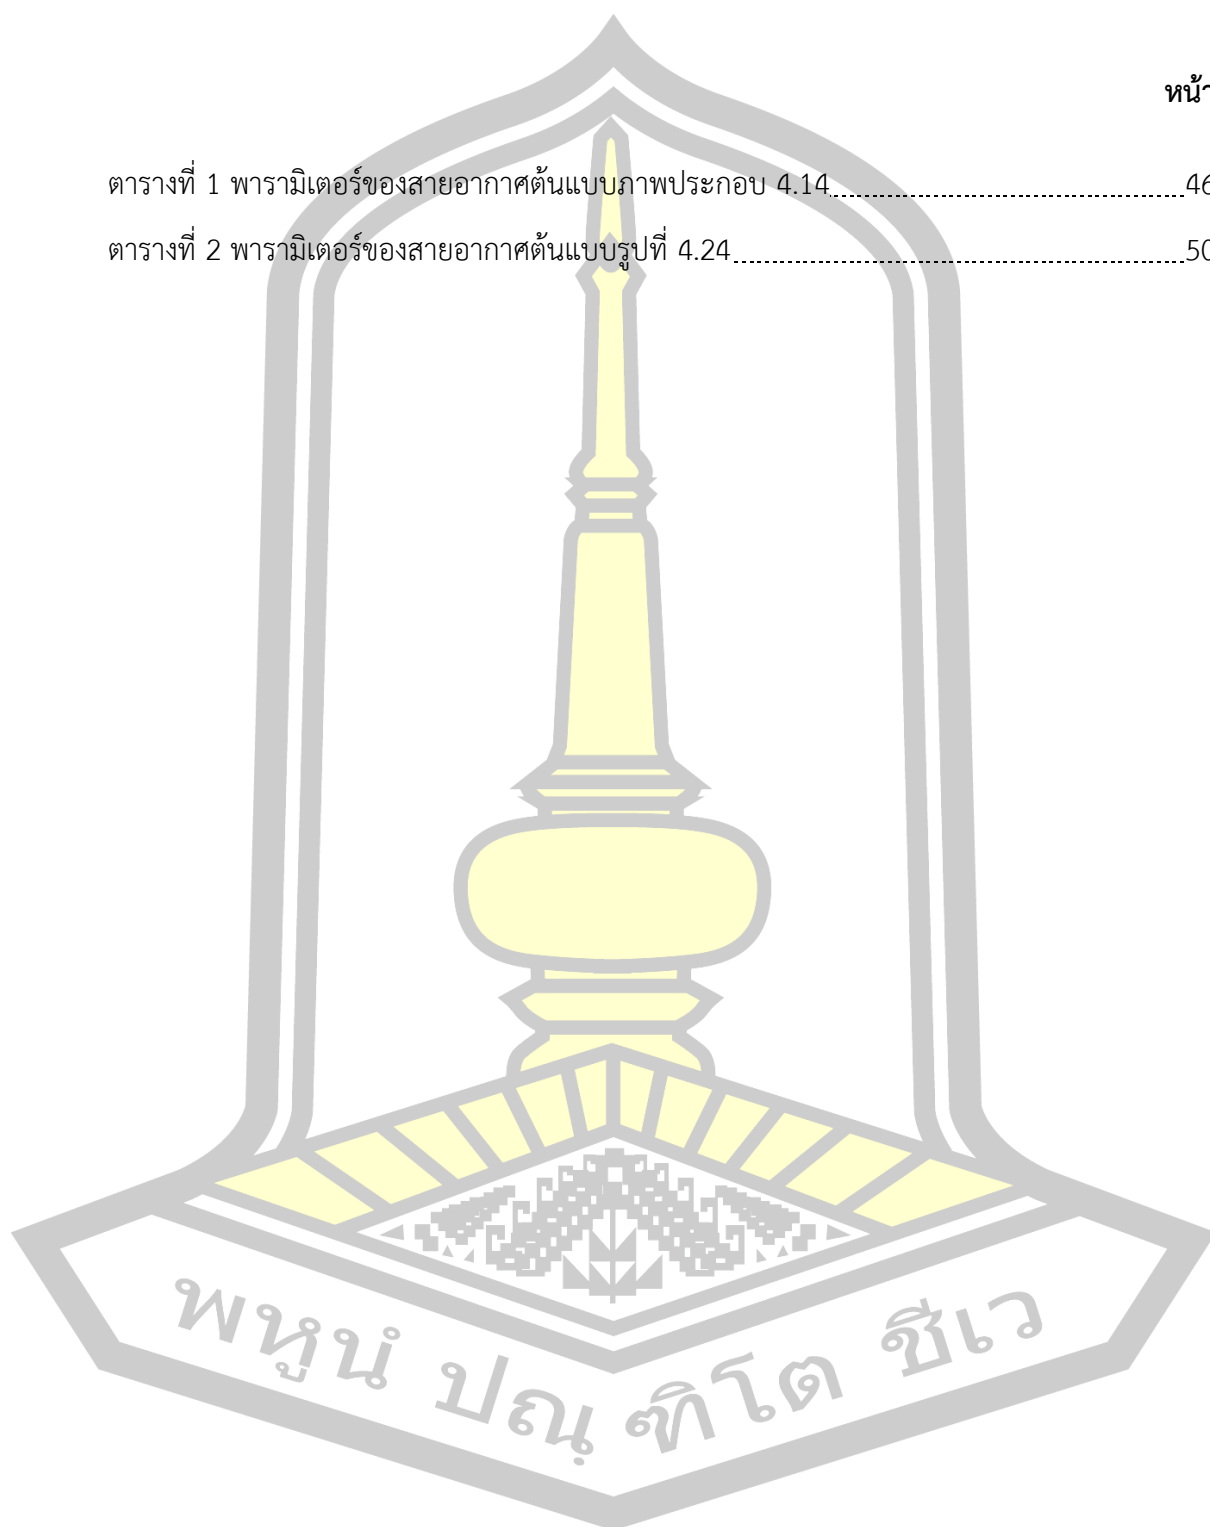 หน้า
ตารางที่ 1 พารามิเตอร์ของสายอากาศต้นแบบภาพประกอบ 4.14 46
ตารางที่ 2 พารามิเตอร์ของสายอากาศต้นแบบรูปที่ 4.24 50
พหูนํ ปณฺฑิโต ชีเว